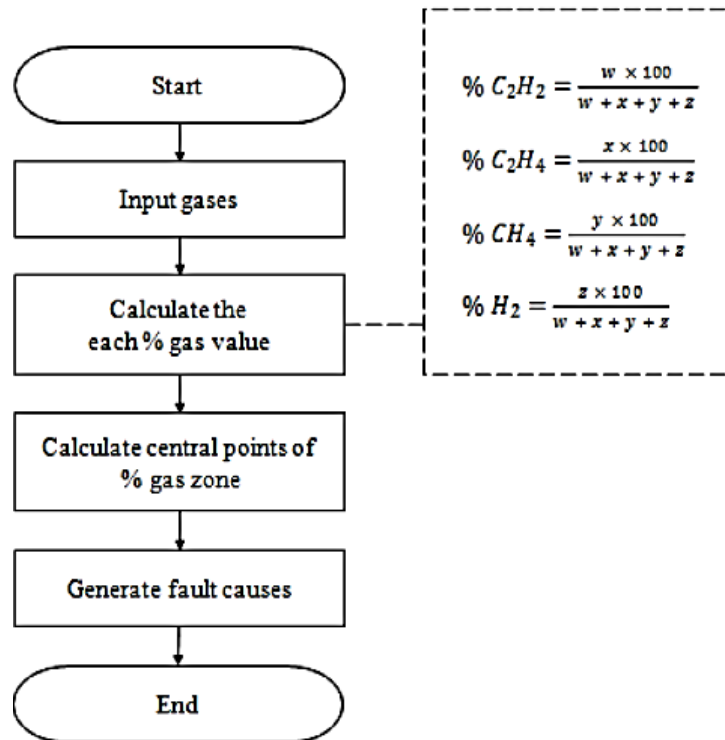 Start
Input gases
Calculate the
each % gas value
Calculate central points of
% gas zone
Generate fault causes
End
% C₂H₂ = w × 100 / w + x + y + z
% C₂H₄ = x × 100 / w + x + y + z
% CH₄ = y × 100 / w + x + y + z
% H₂ = z × 100 / w + x + y + z